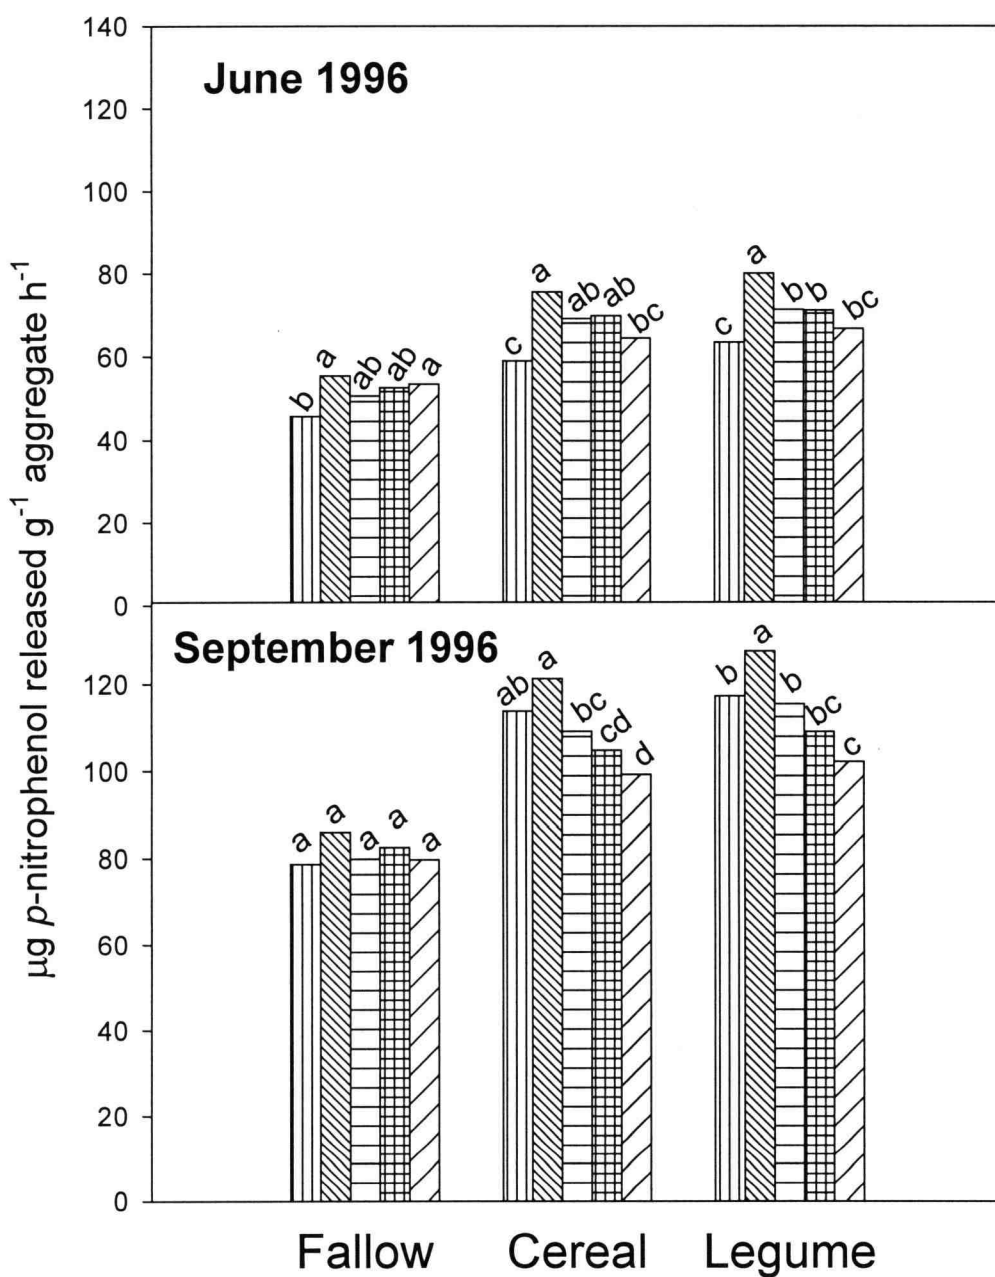 µg p-nitrophenol released g⁻¹ aggregate h⁻¹
140
June 1996
120
100
80
60
40
20
0
b a ab ab a
c a ab ab bc
c a b b bc
September 1996
120
100
80
60
40
20
0
a a a a a
ab a bc cd d
b a b bc c
Fallow Cereal Legume